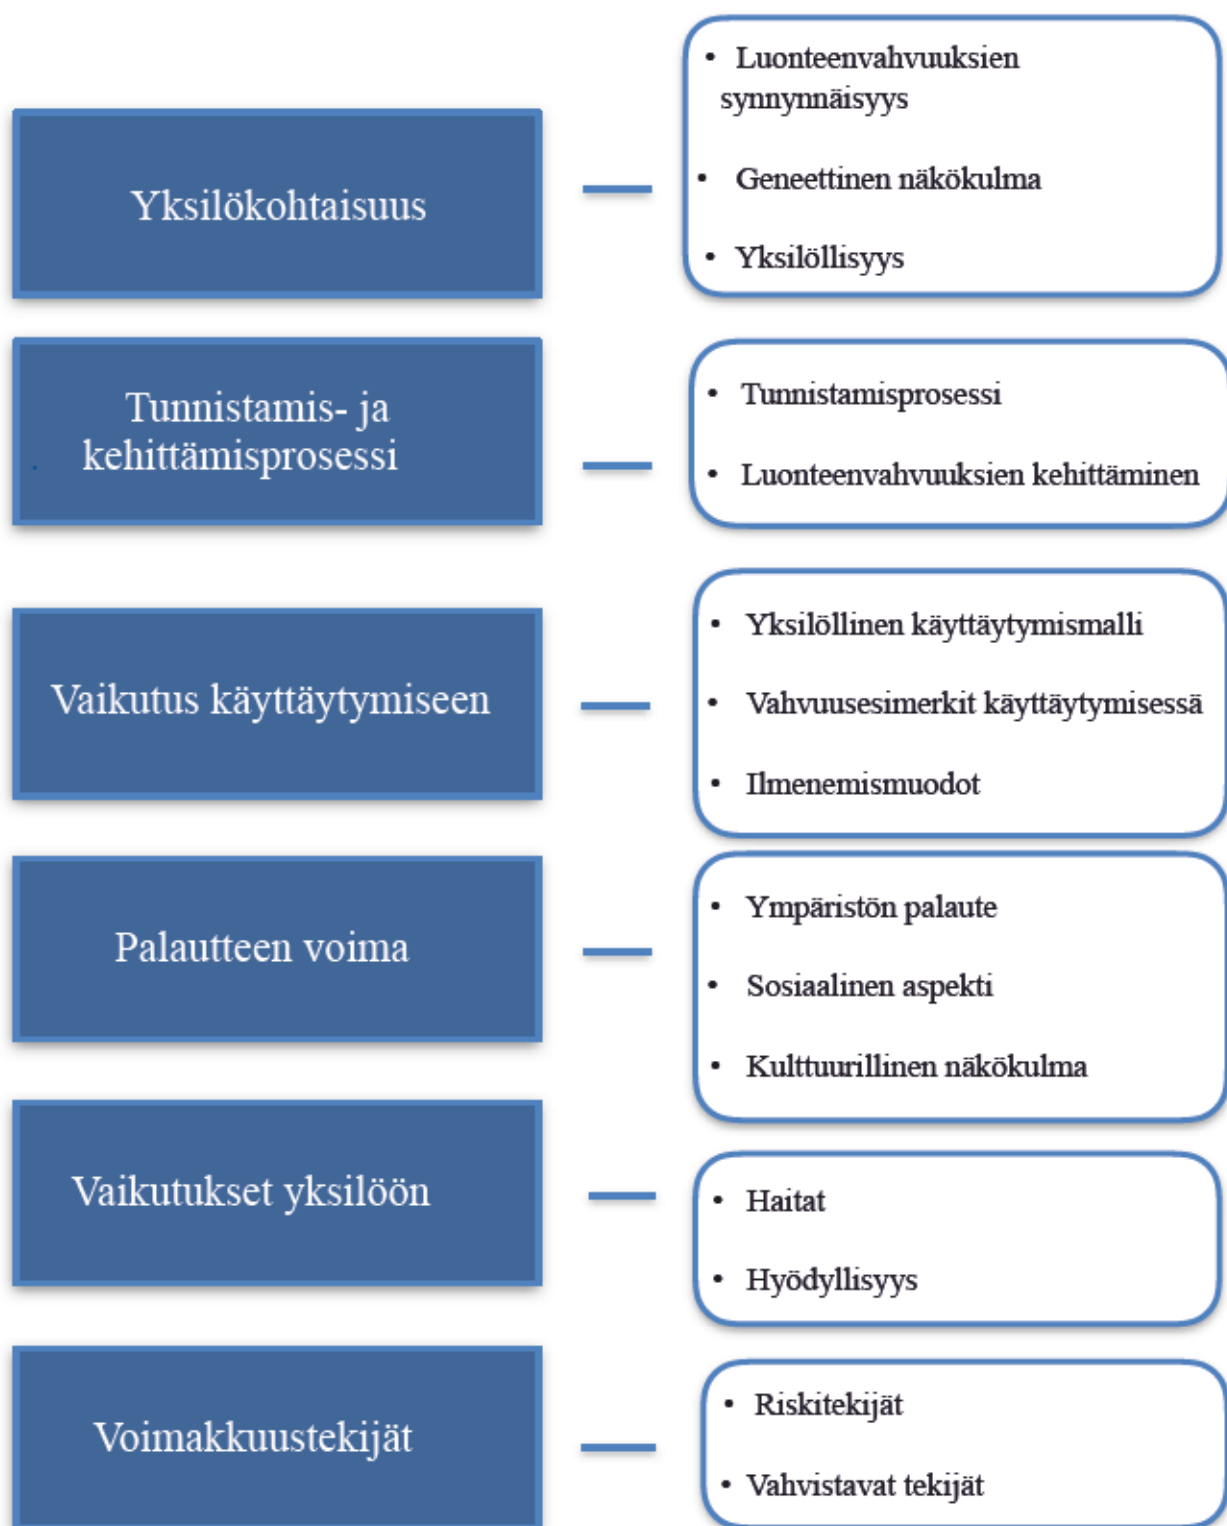 Yksilökohtaisuus
• Luonteenvahvuuksien
synnynnäisyys
• Geneettinen näkökulma
• Yksilöllisyys
Tunnistamis- ja
kehittämisprosessi
• Tunnistamisprosessi
• Luonteenvahvuuksien kehittäminen
Vaikutus käyttäytymiseen
• Yksilöllinen käyttäytymismalli
• Vahvuusesimerkit käyttäytymisessä
• Ilmenemismuodot
Palautteen voima
• Ympäristön palaute
• Sosiaalinen aspekti
• Kulttuurillinen näkökulma
Vaikutukset yksilöön
• Haitat
• Hyödyllisyys
Voimakkuustekijät
• Riskitekijät
• Vahvistavat tekijät